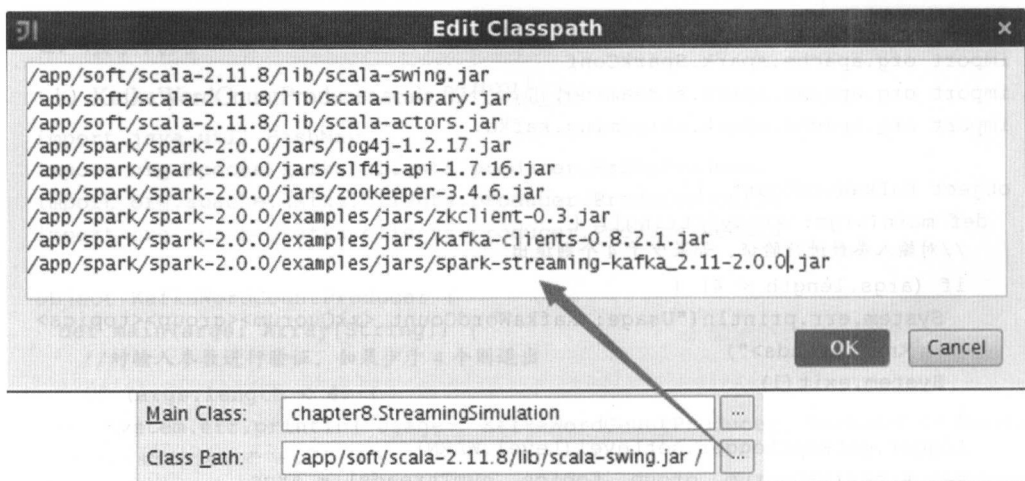 Edit Classpath
/app/soft/scala-2.11.8/lib/scala-swing.jar
/app/soft/scala-2.11.8/lib/scala-library.jar
/app/soft/scala-2.11.8/lib/scala-actors.jar
/app/spark/spark-2.0.0/jars/log4j-1.2.17.jar
/app/spark/spark-2.0.0/jars/slf4j-api-1.7.16.jar
/app/spark/spark-2.0.0/jars/zookeeper-3.4.6.jar
/app/spark/spark-2.0.0/examples/jars/zkclient-0.3.jar
/app/spark/spark-2.0.0/examples/jars/kafka-clients-0.8.2.1.jar
/app/spark/spark-2.0.0/examples/jars/spark-streaming-kafka_2.11-2.0.0.jar
OK Cancel
Main Class: chapter8.StreamingSimulation ...
Class Path: /app/soft/scala-2.11.8/lib/scala-swing.jar / ...